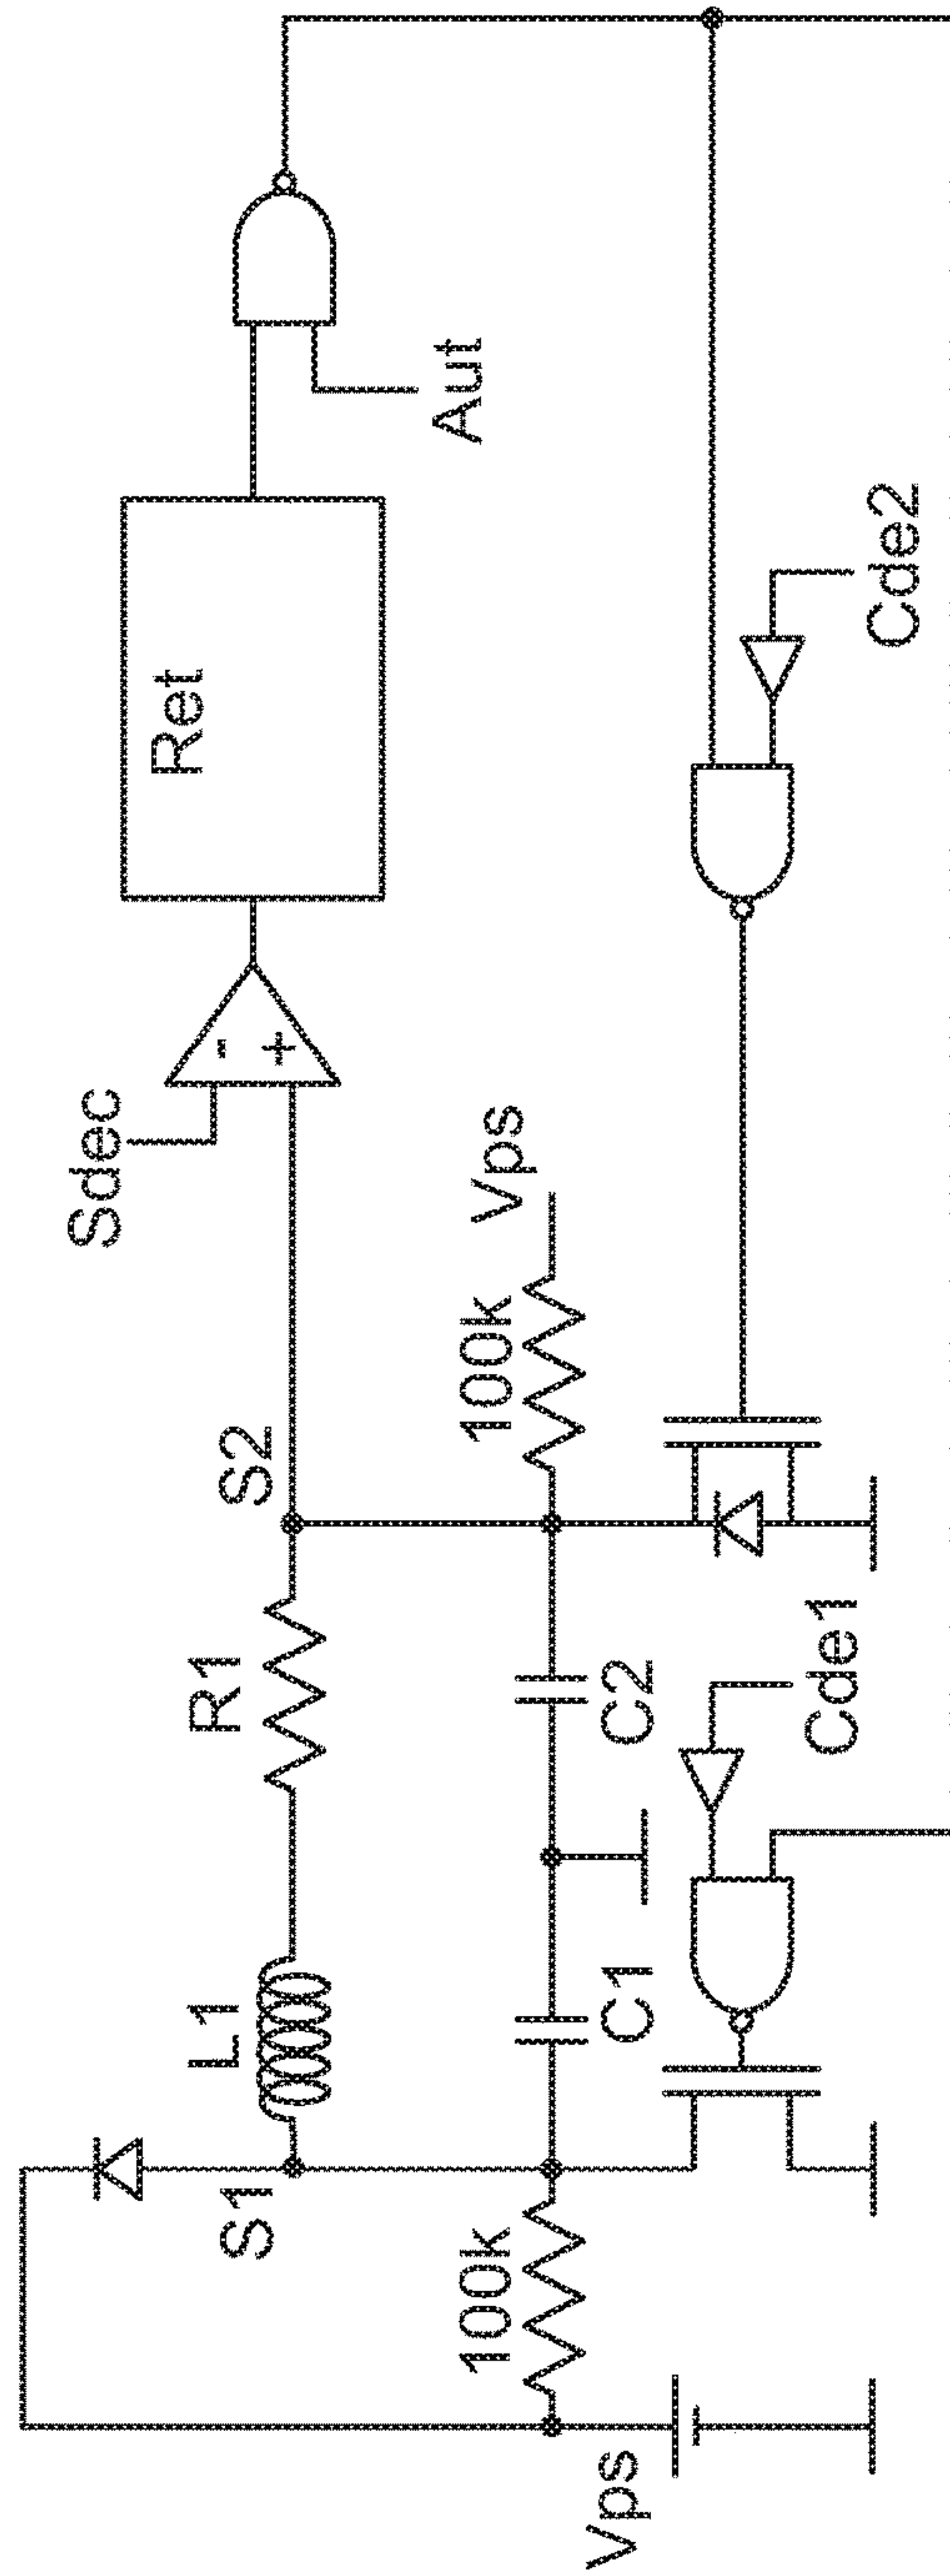 Sdec
Ret
Aut
S1
L1
R1
S2
Vps
100k
C1
C2
100k
Vps
Cde1
Cde2
-
+